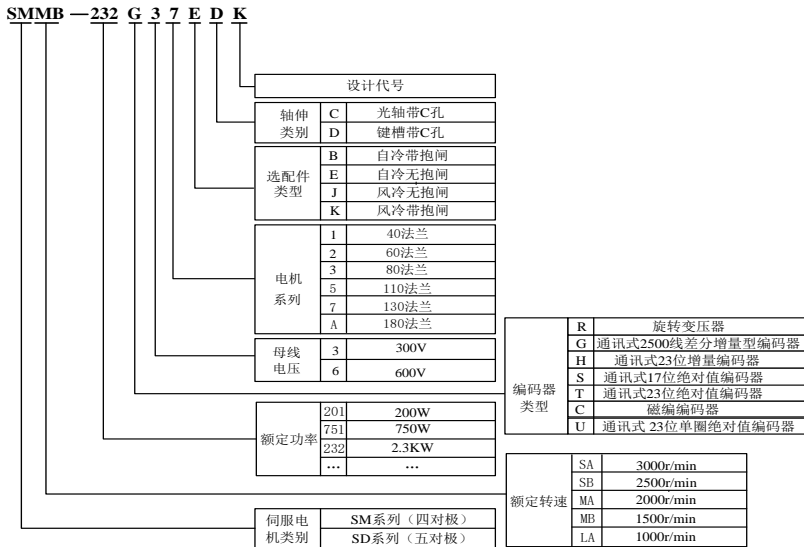 SMMB —232 G 3 7 E D K
设计代号
轴伸类别
C 光轴带C孔
D 键槽带C孔
选配件类型
B 自冷带抱闸
E 自冷无抱闸
J 风冷无抱闸
K 风冷带抱闸
电机系列
1 40法兰
2 60法兰
3 80法兰
5 110法兰
7 130法兰
A 180法兰
母线电压
3 300V
6 600V
编码器类型
R 旋转变压器
G 通讯式2500线差分增量型编码器
H 通讯式23位增量编码器
S 通讯式17位绝对值编码器
T 通讯式23位绝对值编码器
C 磁编编码器
U 通讯式 23位单圈绝对值编码器
额定功率
201 200W
751 750W
232 2.3KW
… …
额定转速
SA 3000r/min
SB 2500r/min
MA 2000r/min
MB 1500r/min
LA 1000r/min
伺服电机类别
SM系列（四对极）
SD系列（五对极）